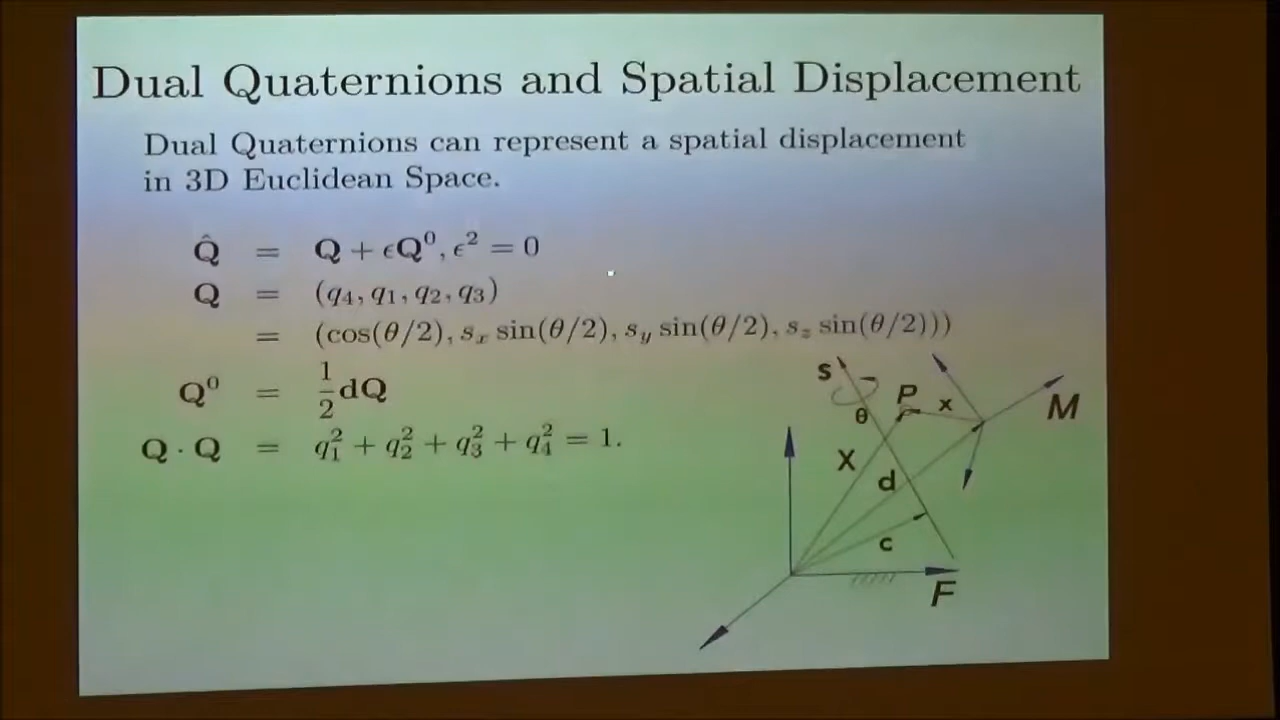 Dual Quaternions and Spatial Displacement
Dual Quaternions can represent a spatial displacement
in 3D Euclidean Space.
Q̂ = Q + ϵQ⁰, ϵ² = 0
Q = (q₄, q₁, q₂, q₃)
= (cos(θ/2), sₓ sin(θ/2), s_y sin(θ/2), s_z sin(θ/2)))
Q⁰ = 1/2 dQ
Q · Q = q₁² + q₂² + q₃² + q₄² = 1.
S
θ
P
x
M
X
d
c
F